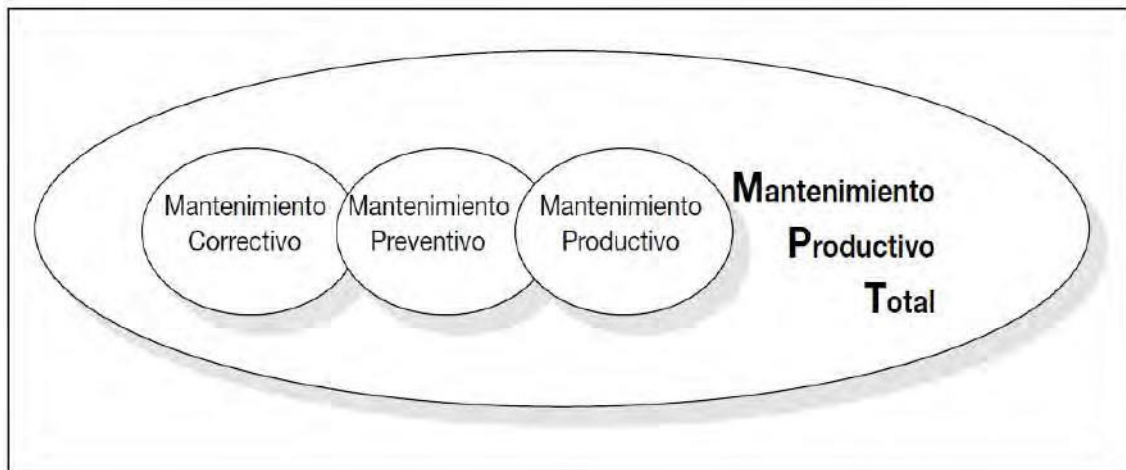 Mantenimiento
Correctivo
Mantenimiento
Preventivo
Mantenimiento
Productivo
Mantenimiento
Productivo
Total